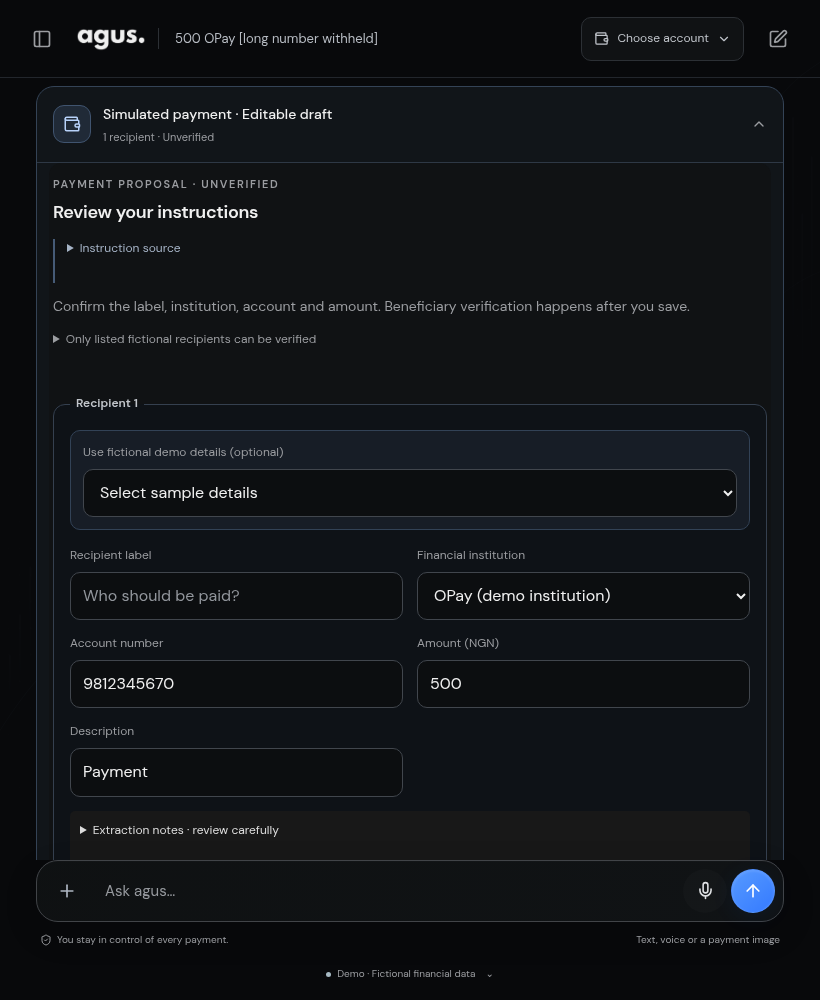 agus.
500 OPay [long number withheld]
Choose account
Simulated payment · Editable draft
1 recipient · Unverified
PAYMENT PROPOSAL · UNVERIFIED
Review your instructions
Instruction source
Confirm the label, institution, account and amount. Beneficiary verification happens after you save.
Only listed fictional recipients can be verified
Recipient 1
Use fictional demo details (optional)
Select sample details
Recipient label
Financial institution
Who should be paid?
OPay (demo institution)
Account number
Amount (NGN)
9812345670
500
Description
Payment
Extraction notes · review carefully
Ask agus...
You stay in control of every payment.
Text, voice or a payment image
Demo · Fictional financial data